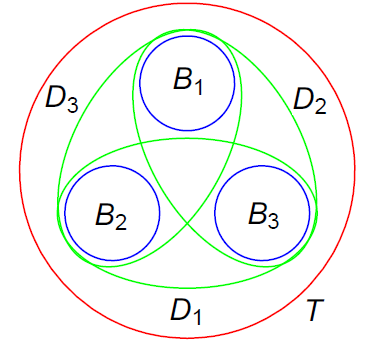 B₁
D₃
D₂
B₂
B₃
D₁
T